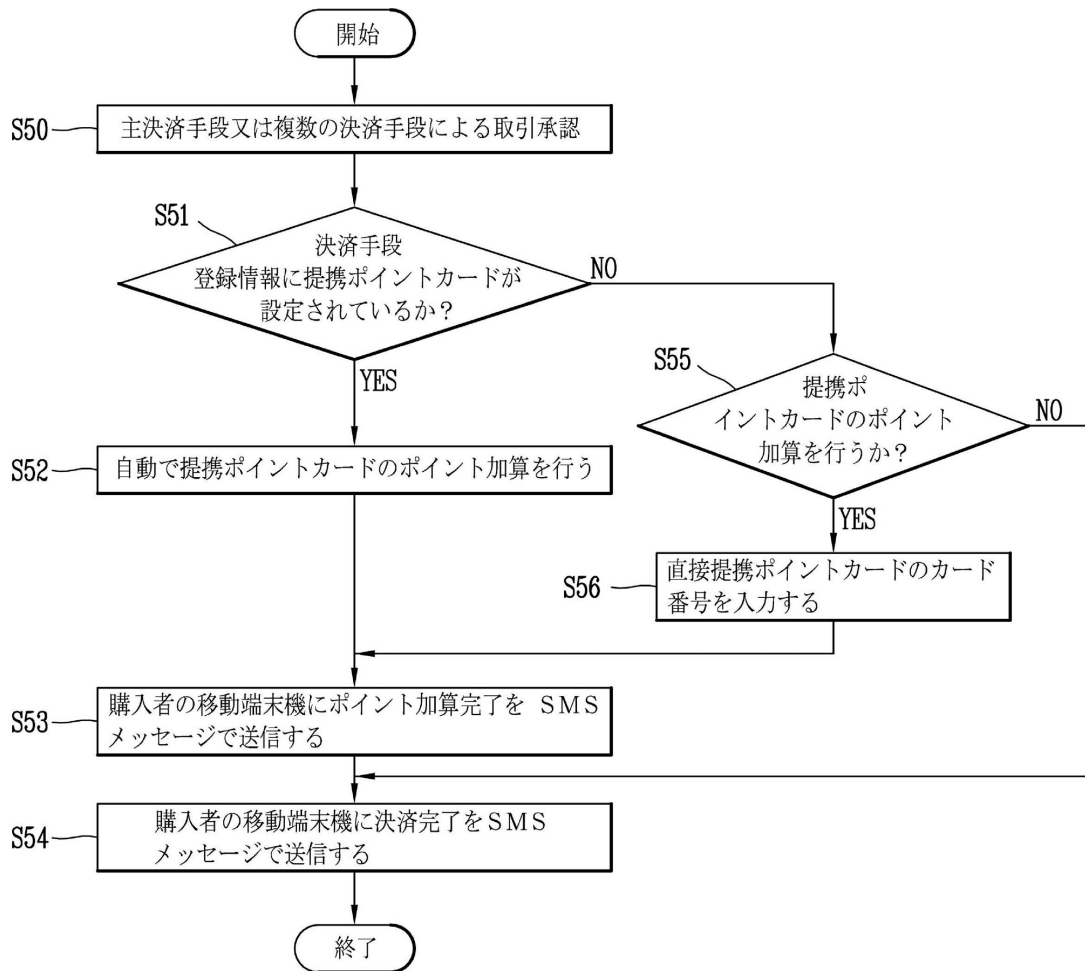 開始
S50
主決済手段又は複数の決済手段による取引承認
S51
決済手段
登録情報に提携ポイントカードが
設定されているか？
NO
YES
S55
提携ポ
イントカードのポイント
加算を行うか？
NO
YES
S52
自動で提携ポイントカードのポイント加算を行う
S56
直接提携ポイントカードのカード
番号を入力する
S53
購入者の移動端末機にポイント加算完了を ＳＭＳ
メッセージで送信する
S54
購入者の移動端末機に決済完了をＳＭＳ
メッセージで送信する
終了